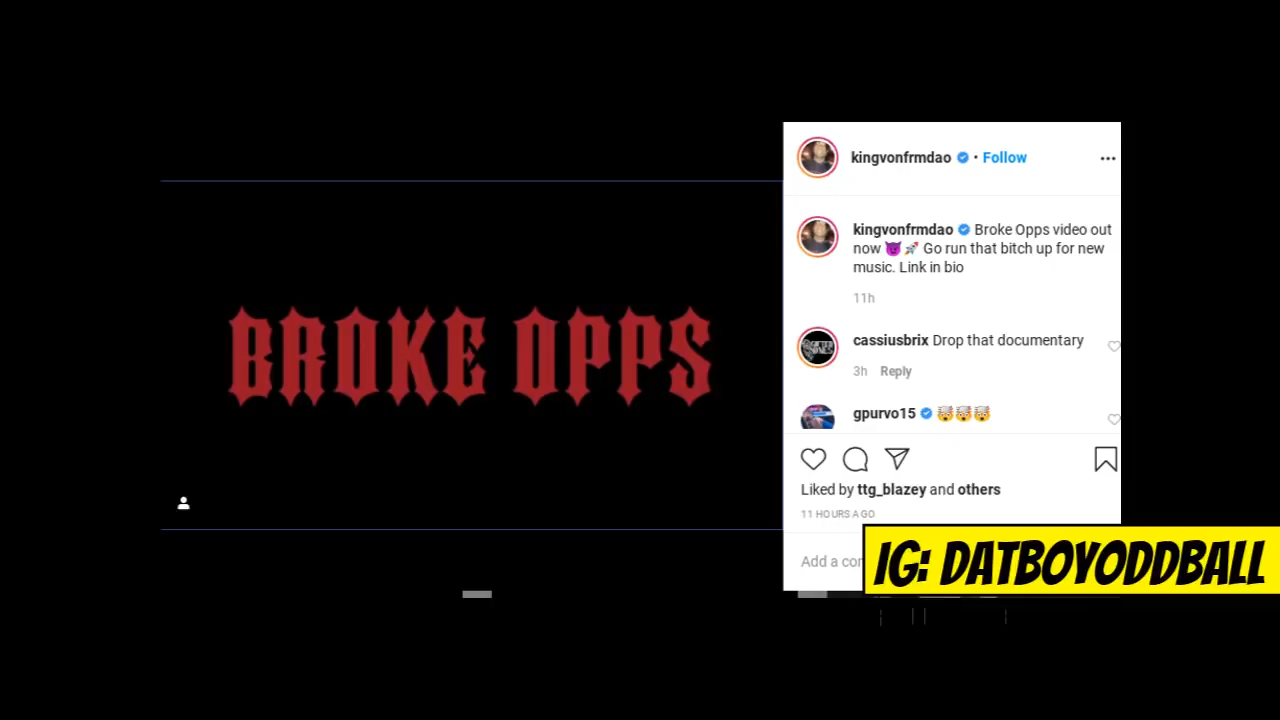 BROKE OPPS
kingvonfrmdao • Follow
kingvonfrmdao Broke Opps video out
now 😈 🚀 Go run that bitch up for new
music. Link in bio
11h
cassiusbrix Drop that documentary
3h Reply
gpurvo15 🤯🤯🤯
Liked by ttg_blazey and others
11 HOURS AGO
Add a
IG: DATBOYODDBALL